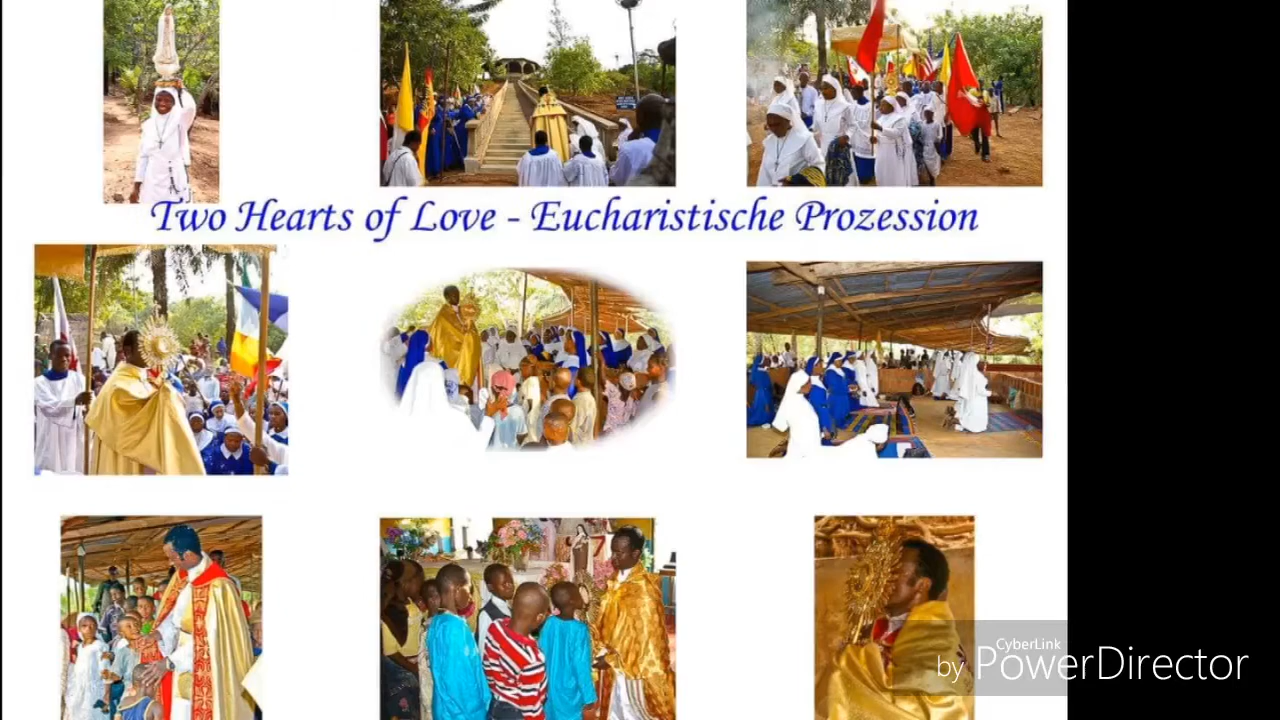 Two Hearts of Love - Eucharistische Prozession
CyberLink
by PowerDirector